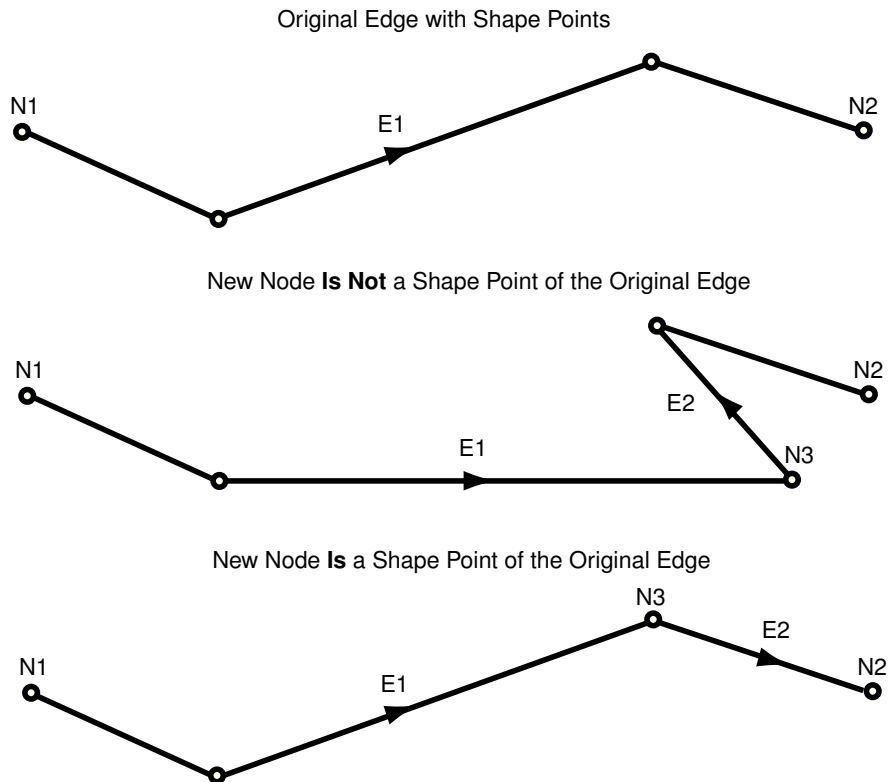 Original Edge with Shape Points
N1
E1
N2
New Node Is Not a Shape Point of the Original Edge
N1
E1
E2
N3
N2
New Node Is a Shape Point of the Original Edge
N1
E1
N3
E2
N2